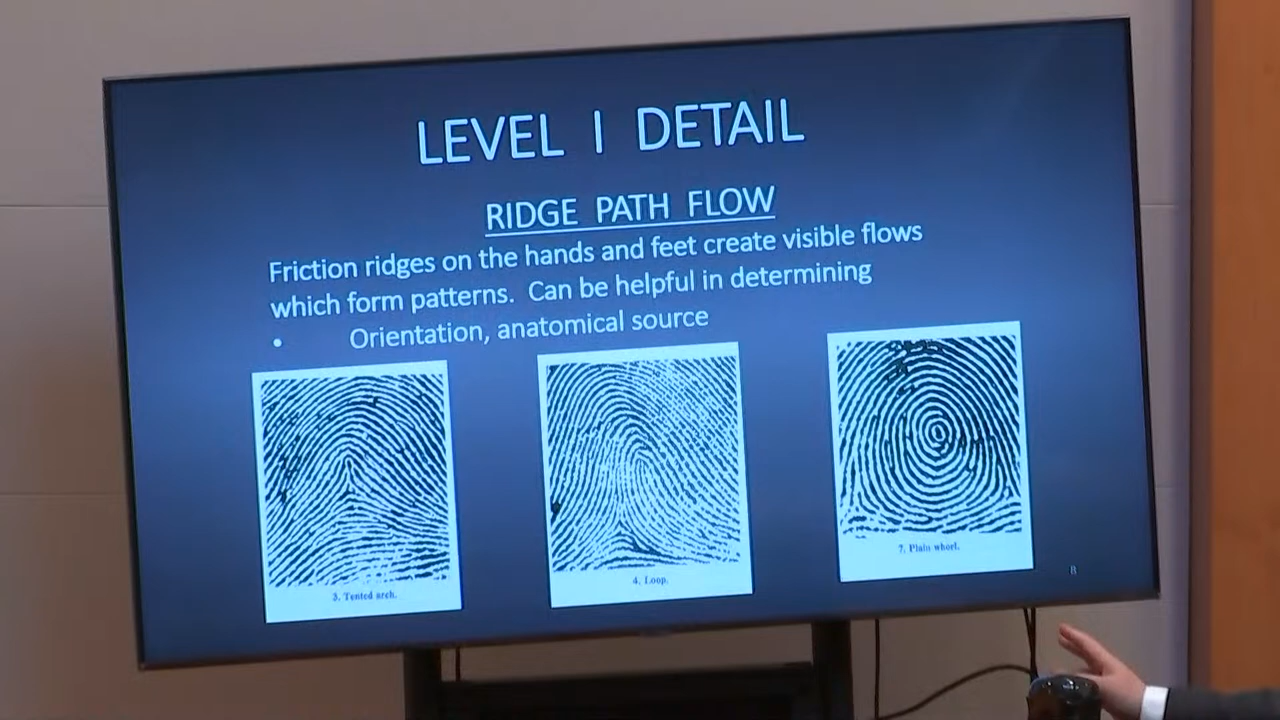 LEVEL I DETAIL
RIDGE PATH FLOW
Friction ridges on the hands and feet create visible flows
which form patterns. Can be helpful in determining
• Orientation, anatomical source
3. Tented arch.
4. Loop.
7. Plain whorl.
8